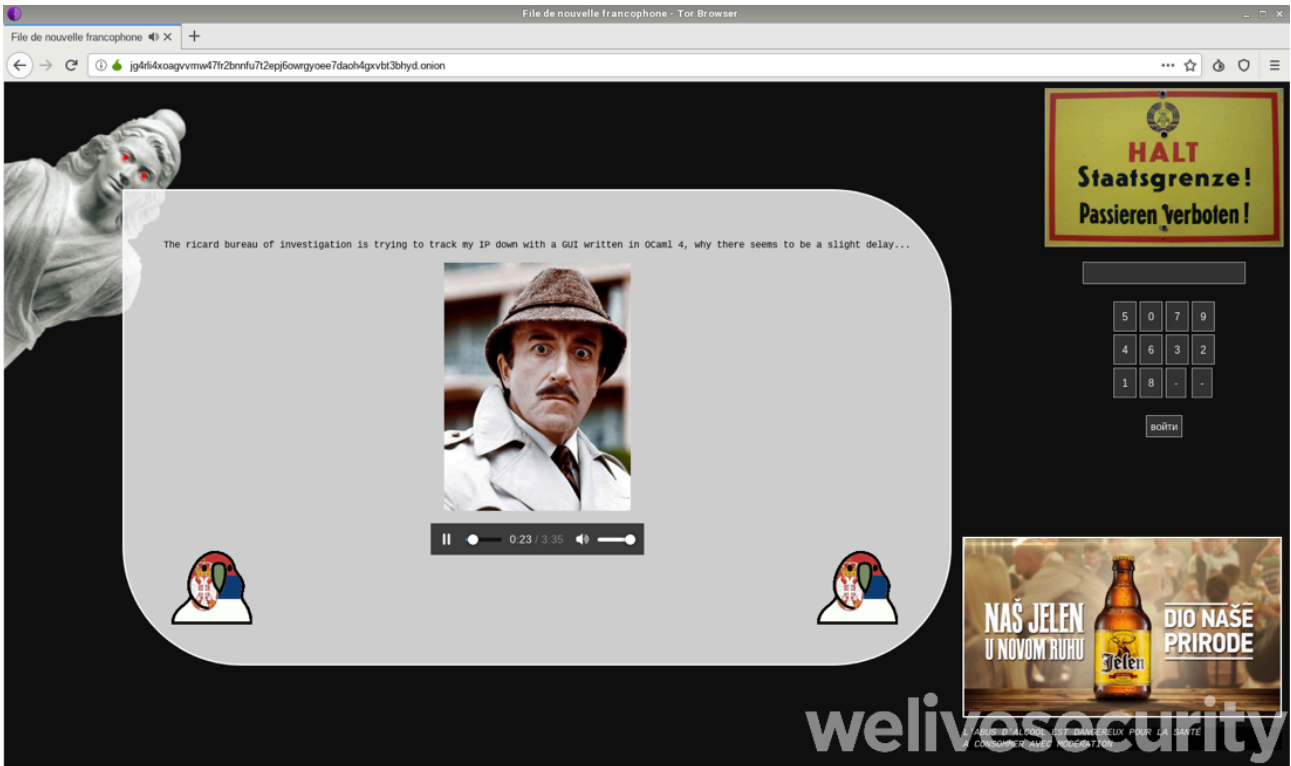 File de nouvelle francophone - Tor Browser
File de nouvelle francophone
jg4rli4xoagvvmw47fr2bnnfu7t2epj6owrgyoee7daoh4gxvbt3bhyd.onion
HALT
Staatsgrenze!
Passieren verboten!
The ricard bureau of investigation is trying to track my IP down with a GUI written in OCaml 4, why there seems to be a slight delay...
5 0 7 9
4 6 3 2
1 8 - -
войти
0:23 / 3:35
NAŠ JELEN
U NOVOM RUHU
Jelen
DIO NAŠE
PRIRODE
welivesecurity
L'ABUS D'ALCOOL EST DANGEREUX POUR LA SANTÉ
A CONSOMMER AVEC MODÉRATION